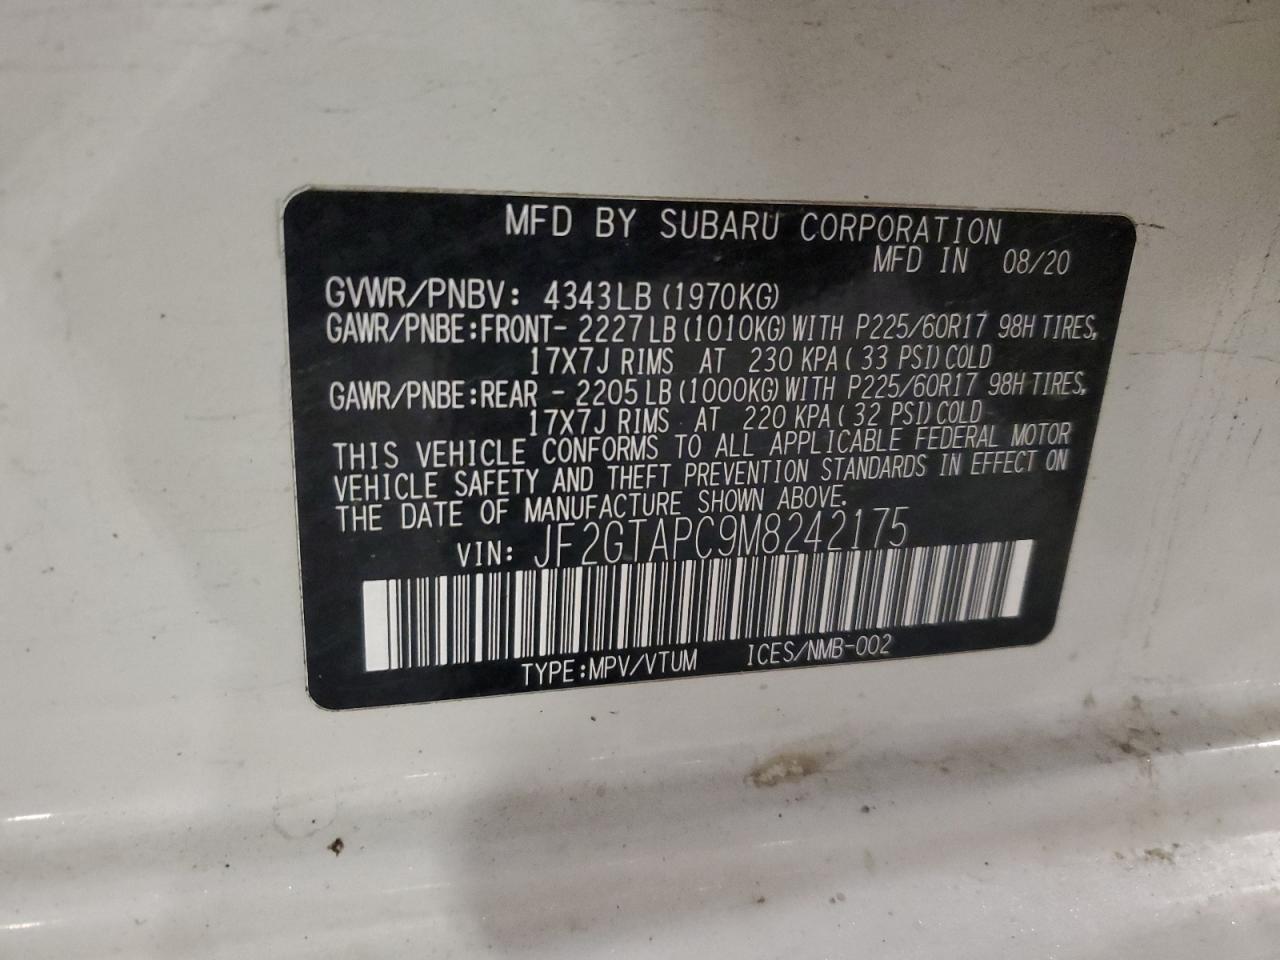 MFD BY SUBARU CORPORATION
MFD IN 08/20
GVWR/PNBV: 4343LB (1970KG)
GAWR/PNBE:FRONT- 2227LB (1010KG) WITH P225/60R17 98H TIRES,
17X7J RIMS AT 230 KPA ( 33 PSI) COLD
GAWR/PNBE:REAR - 2205LB (1000KG) WITH P225/60R17 98H TIRES,
17X7J RIMS AT 220 KPA ( 32 PSI) COLD
THIS VEHICLE CONFORMS TO ALL APPLICABLE FEDERAL MOTOR
VEHICLE SAFETY AND THEFT PREVENTION STANDARDS IN EFFECT ON
THE DATE OF MANUFACTURE SHOWN ABOVE.
VIN: JF2GTAPC9M8242175
TYPE:MPV/VTUM ICES/NMB-002